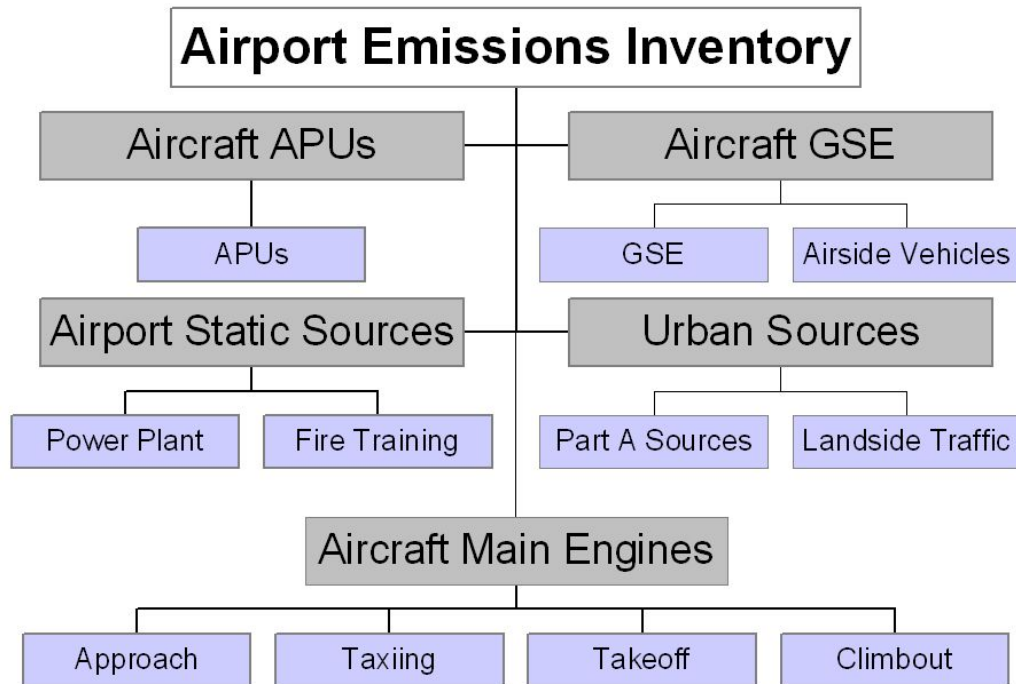 Airport Emissions Inventory
Aircraft APUs
Aircraft GSE
APUs
GSE
Airside Vehicles
Airport Static Sources
Urban Sources
Power Plant
Fire Training
Part A Sources
Landside Traffic
Aircraft Main Engines
Approach
Taxiing
Takeoff
Climbout